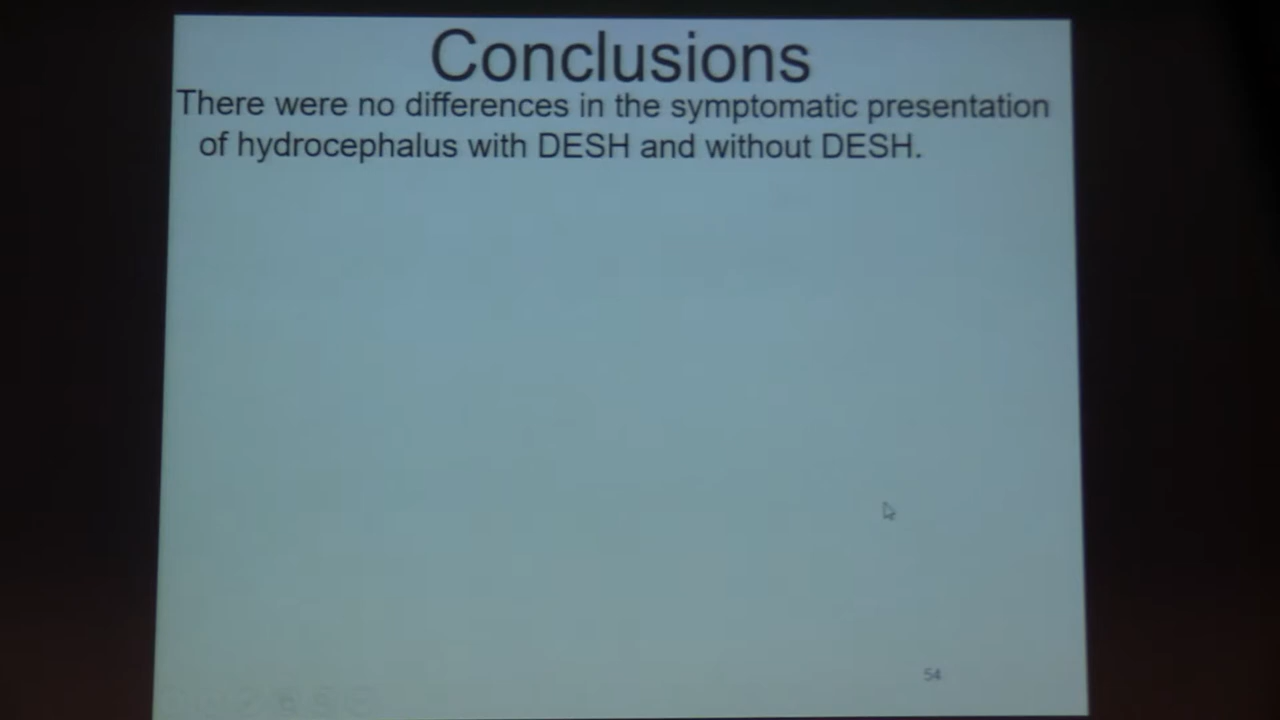 Conclusions
There were no differences in the symptomatic presentation
of hydrocephalus with DESH and without DESH.
54